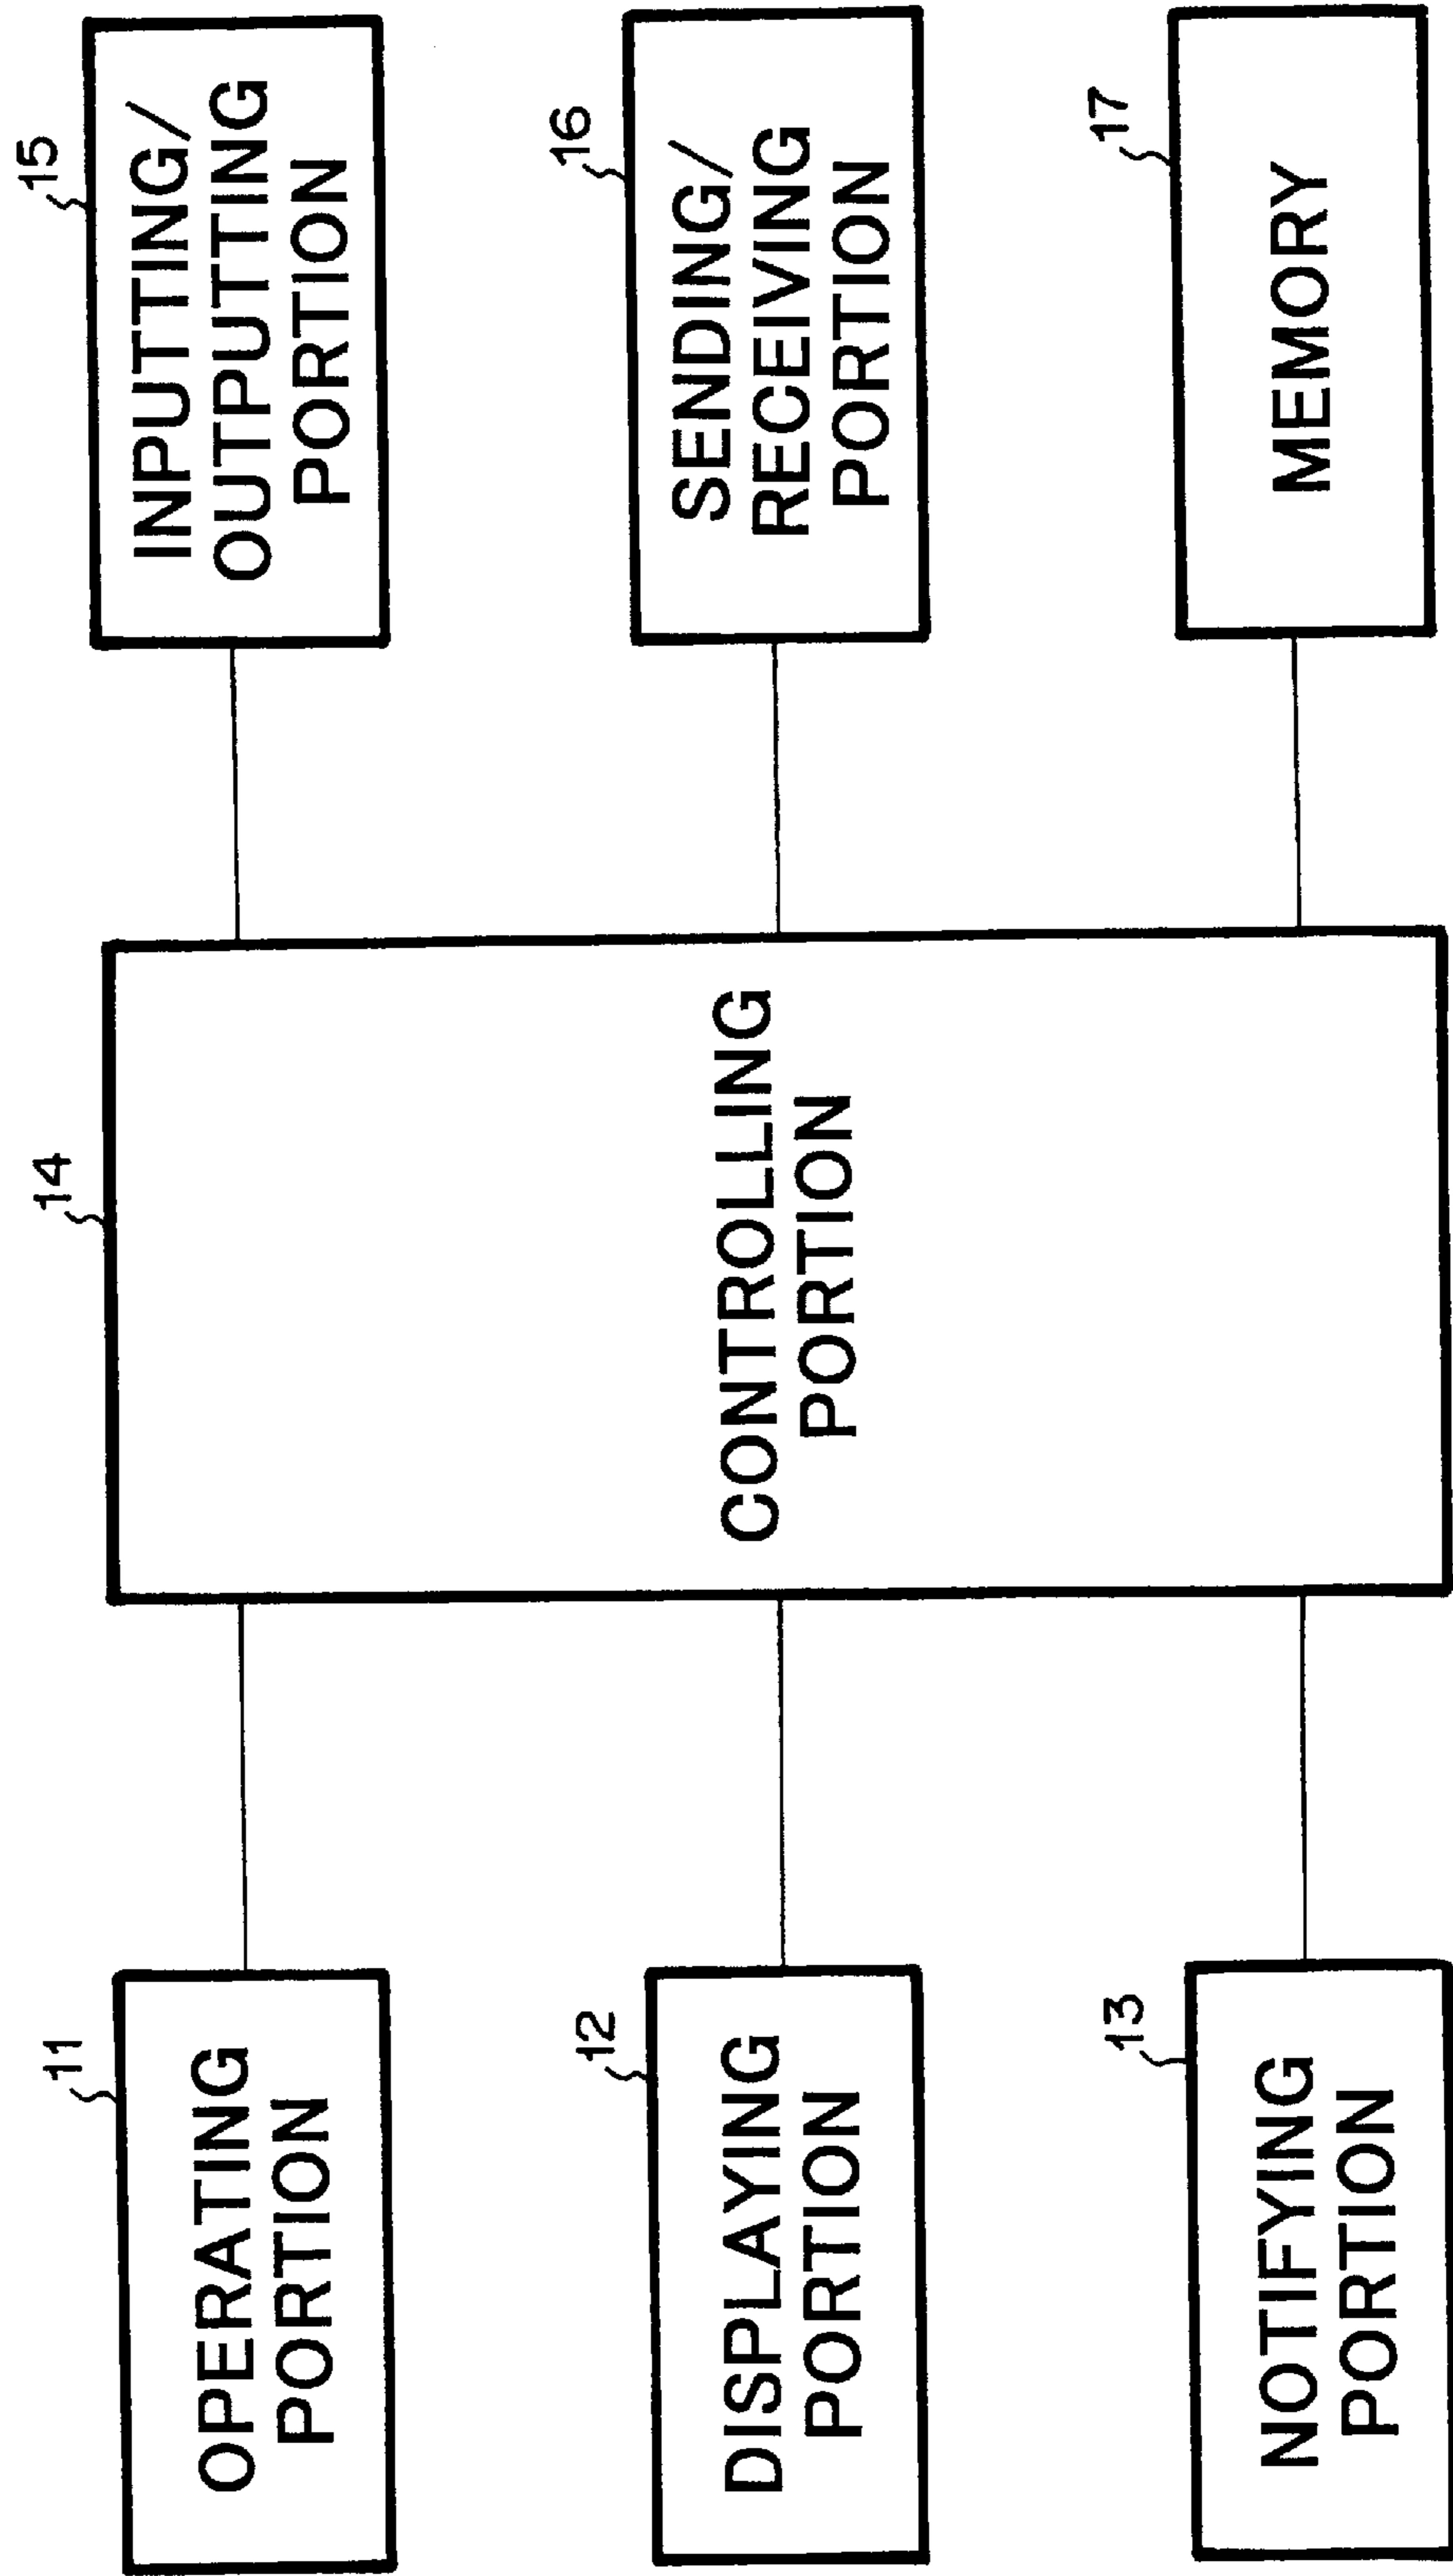 11
OPERATING
PORTION
12
DISPLAYING
PORTION
13
NOTIFYING
PORTION
14
CONTROLLING
PORTION
15
INPUTTING/
OUTPUTTING
PORTION
16
SENDING/
RECEIVING
PORTION
17
MEMORY